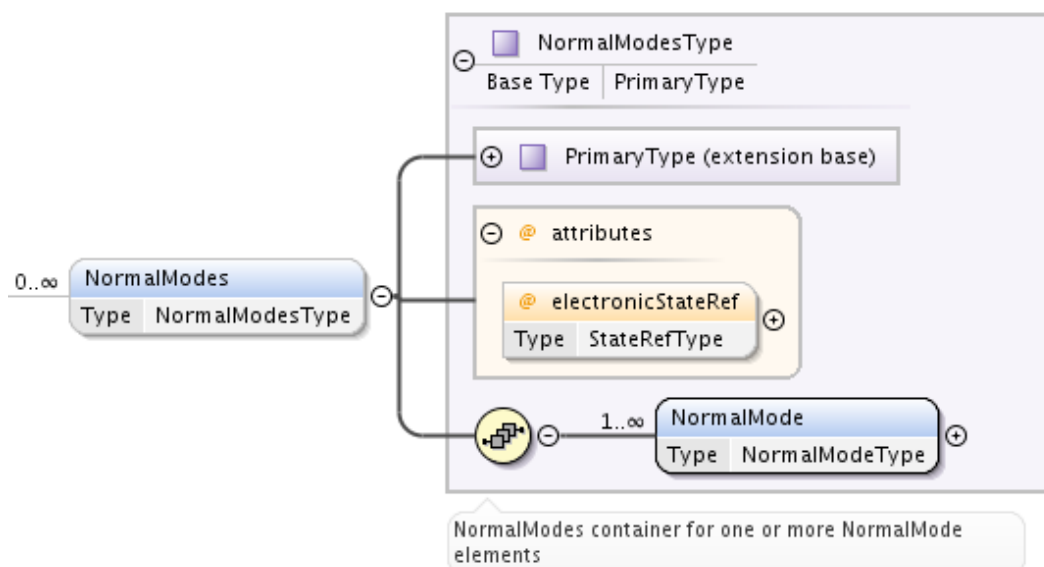 NormalModesType
Base Type PrimaryType
PrimaryType (extension base)
@ attributes
0..∞
NormalModes
Type NormalModesType
@ electronicStateRef
Type StateRefType
1..∞
NormalMode
Type NormalModeType
NormalModes container for one or more NormalMode
elements